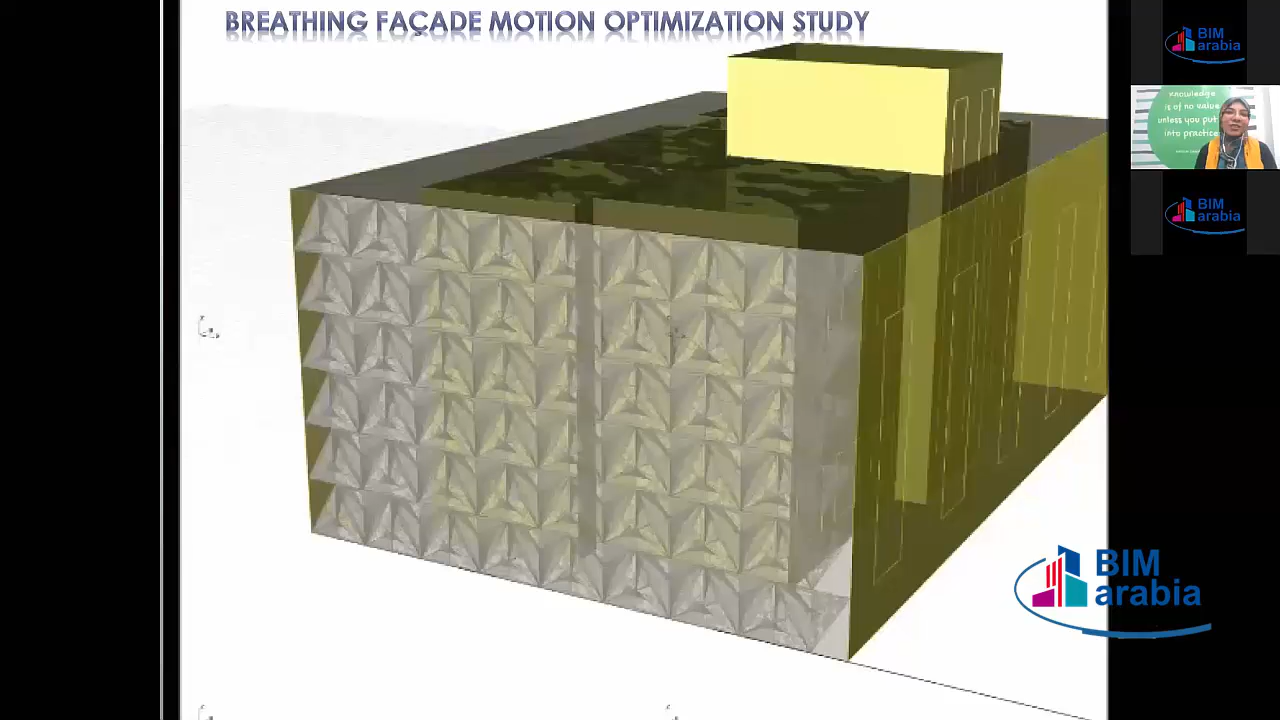 BREATHING FAÇADE MOTION OPTIMIZATION STUDY
BIM
arabia
knowledge
is of no value
unless you put
into practice
BIM
arabia
BIM
arabia